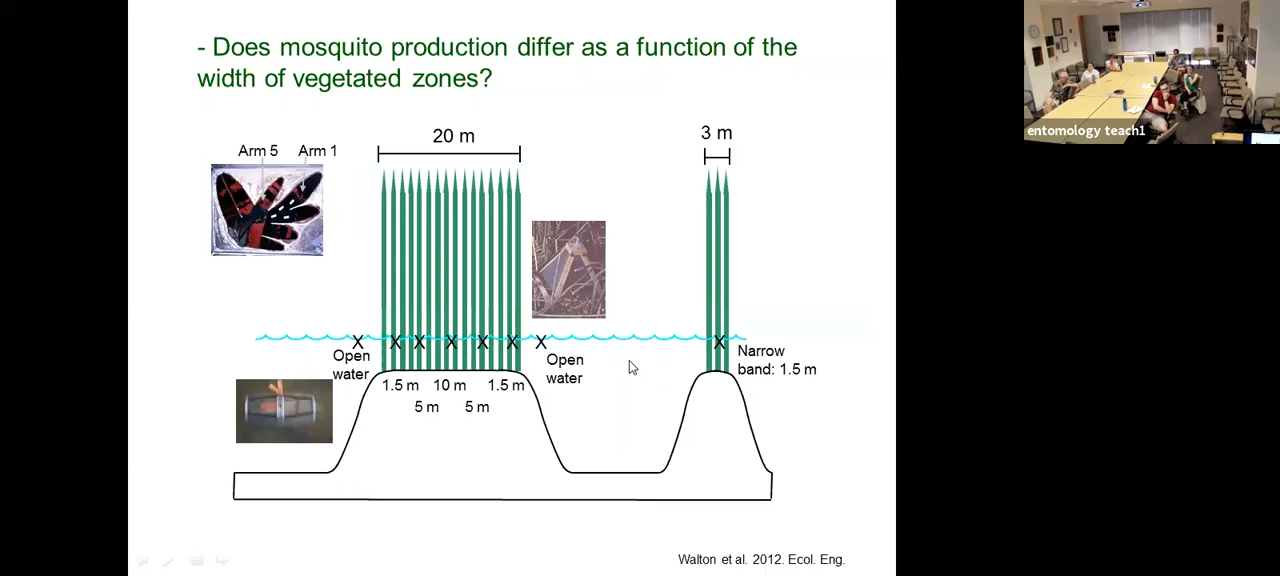 - Does mosquito production differ as a function of the
width of vegetated zones?
20 m
3 m
Arm 5
Arm 1
Open
water
Open
water
Narrow
band: 1.5 m
1.5 m
10 m
1.5 m
5 m
5 m
Walton et al. 2012. Ecol. Eng.
entomology teach1